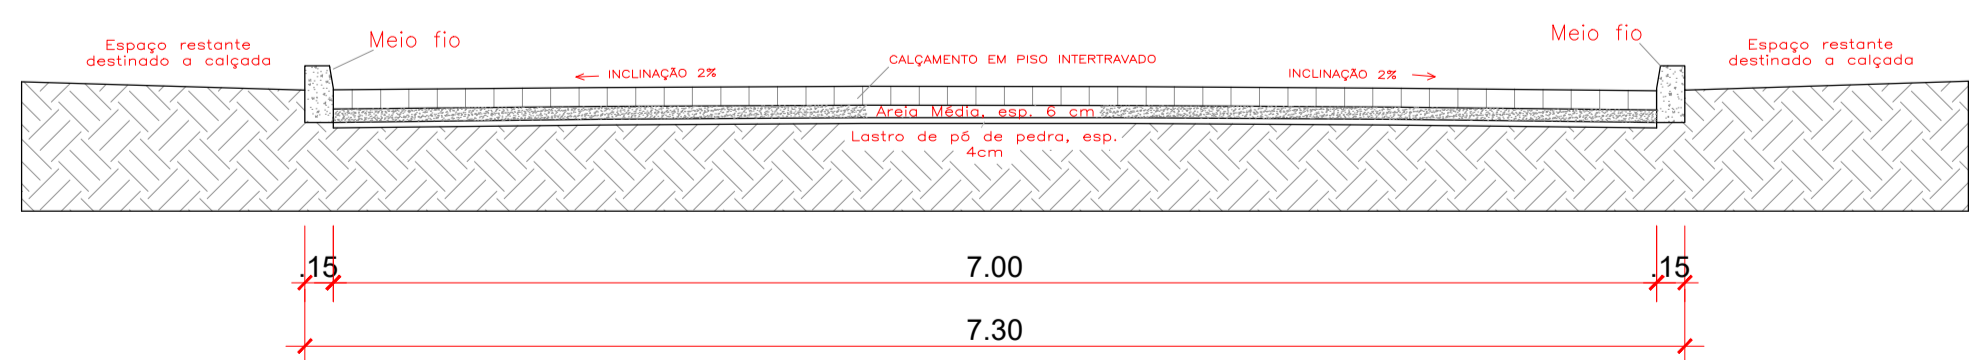 Espaço restante
destinado a calçada
Meio fio
INCLINAÇÃO 2%
CALÇAMENTO EM PISO INTERTRAVADO
INCLINAÇÃO 2%
Meio fio
Espaço restante
destinado a calçada
Areia Média, esp. 6 cm
Lastro de pó de pedra, esp.
4cm
.15
7.00
.15
7.30